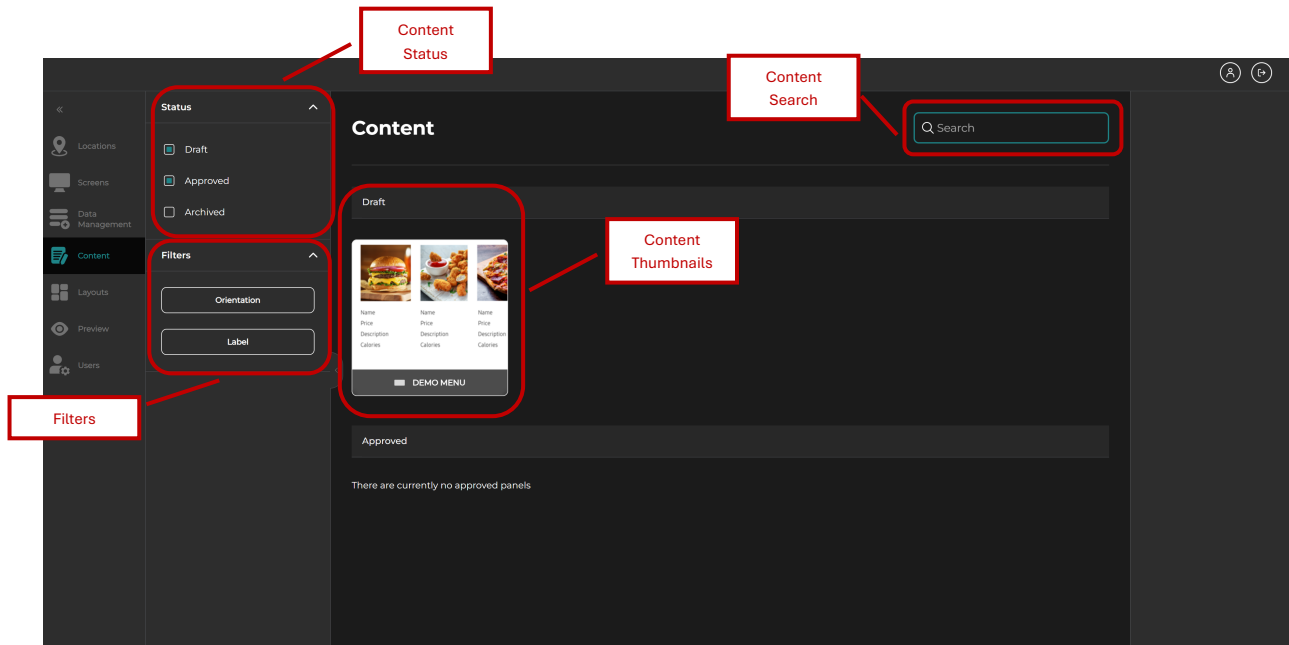 Content
Status
Content
Search
«
Status
Content
Search
Locations
Draft
Screens
Approved
Draft
Data
Management
Archived
Content
Thumbnails
Content
Filters
Layouts
Orientation
Name
Name
Name
Price
Price
Price
Preview
Description
Description
Description
Label
Calories
Calories
Calories
Users
DEMO MENU
Filters
Approved
There are currently no approved panels